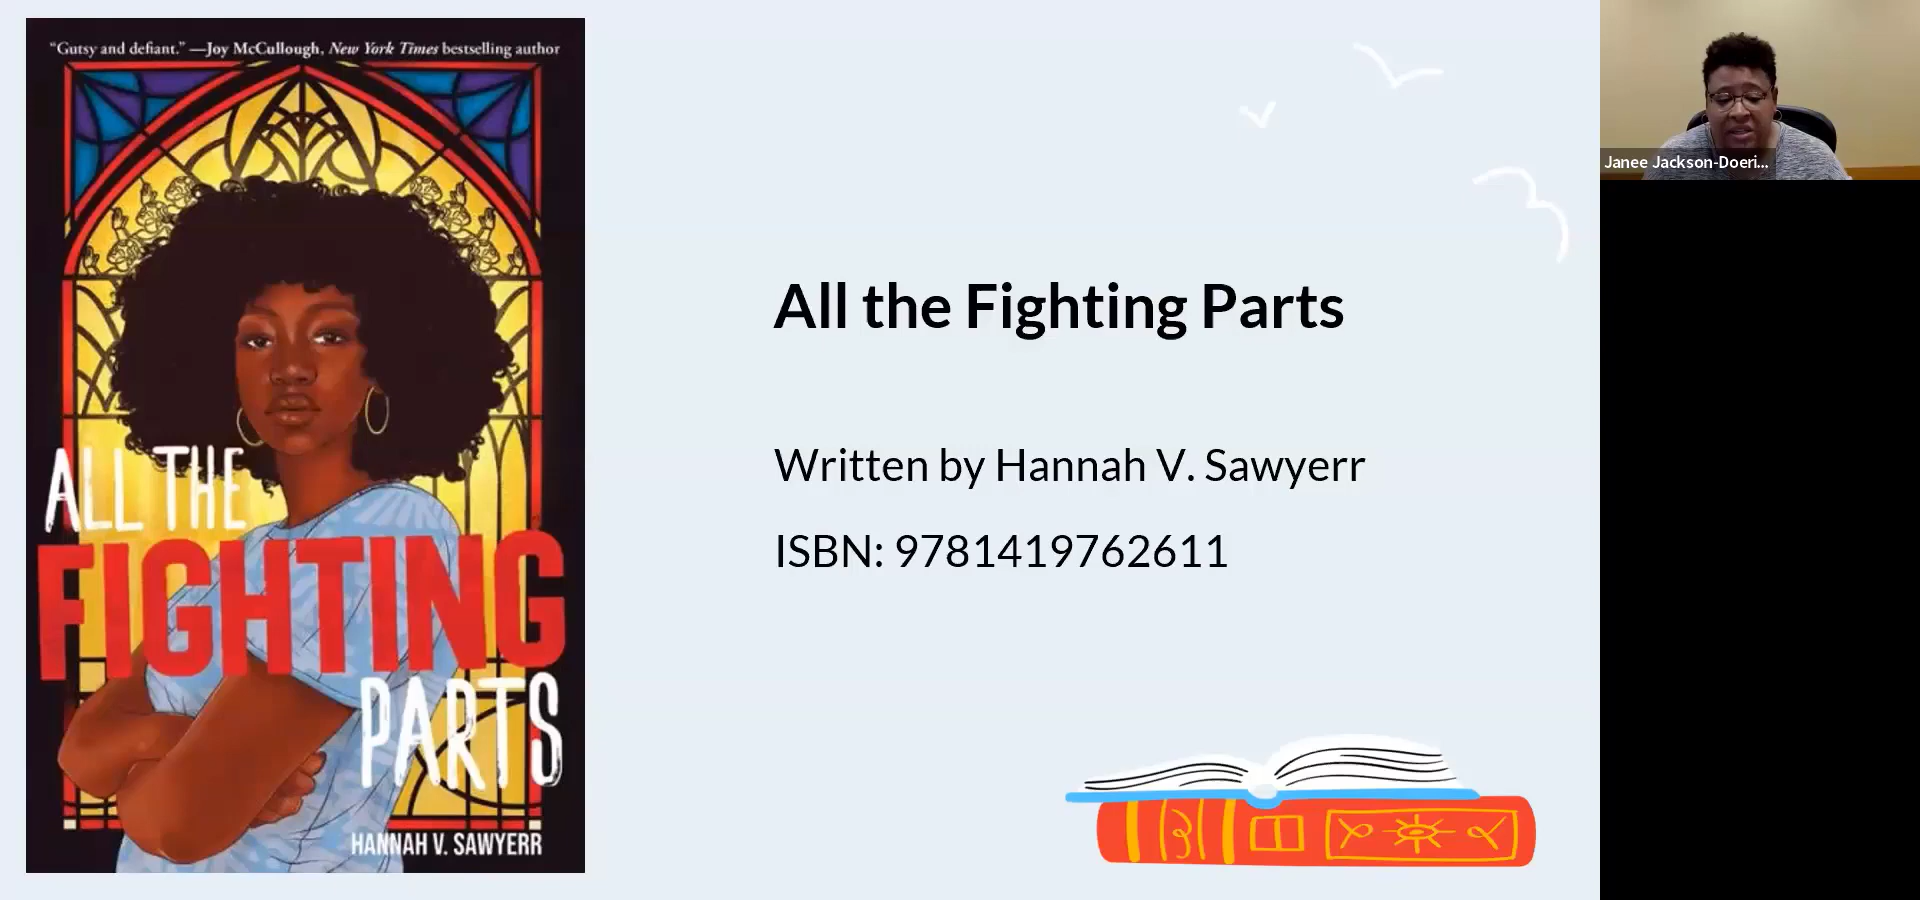 “Gutsy and defiant.” —Joy McCullough, New York Times bestselling author
ALL THE
FIGHTING
PARTS
HANNAH V. SAWYERR
All the Fighting Parts
Written by Hannah V. Sawyerr
ISBN: 9781419762611
Janee Jackson-Doeri...